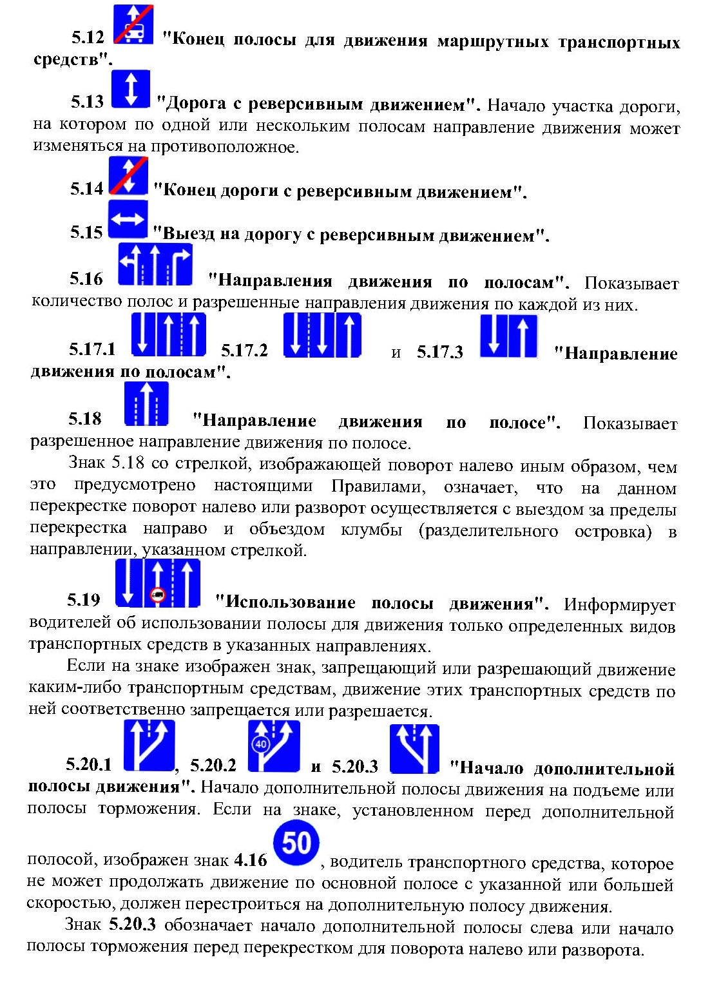 5.12 "Конец полосы для движения маршрутных транспортных
средств".
5.13 "Дорога с реверсивным движением". Начало участка дороги,
на котором по одной или нескольким полосам направление движения может
изменяться на противоположное.
5.14 "Конец дороги с реверсивным движением".
5.15 "Выезд на дорогу с реверсивным движением".
5.16 "Направления движения по полосам". Показывает
количество полос и разрешенные направления движения по каждой из них.
5.17.1 5.17.2 и 5.17.3 "Направление
движения по полосам".
5.18 "Направление движения по полосе". Показывает
разрешенное направление движения по полосе.
Знак 5.18 со стрелкой, изображающей поворот налево иным образом, чем
это предусмотрено настоящими Правилами, означает, что на данном
перекрестке поворот налево или разворот осуществляется с выездом за пределы
перекрестка направо и объездом клумбы (разделительного островка) в
направлении, указанном стрелкой.
5.19 "Использование полосы движения". Информирует
водителей об использовании полосы для движения только определенных видов
транспортных средств в указанных направлениях.
Если на знаке изображен знак, запрещающий или разрешающий движение
каким-либо транспортным средствам, движение этих транспортных средств по
ней соответственно запрещается или разрешается.
5.20.1 , 5.20.2 40 и 5.20.3 "Начало дополнительной
полосы движения". Начало дополнительной полосы движения на подъеме или
полосы торможения. Если на знаке, установленном перед дополнительной
полосой, изображен знак 4.16 50 , водитель транспортного средства, которое
не может продолжать движение по основной полосе с указанной или большей
скоростью, должен перестроиться на дополнительную полосу движения.
Знак 5.20.3 обозначает начало дополнительной полосы слева или начало
полосы торможения перед перекрестком для поворота налево или разворота.